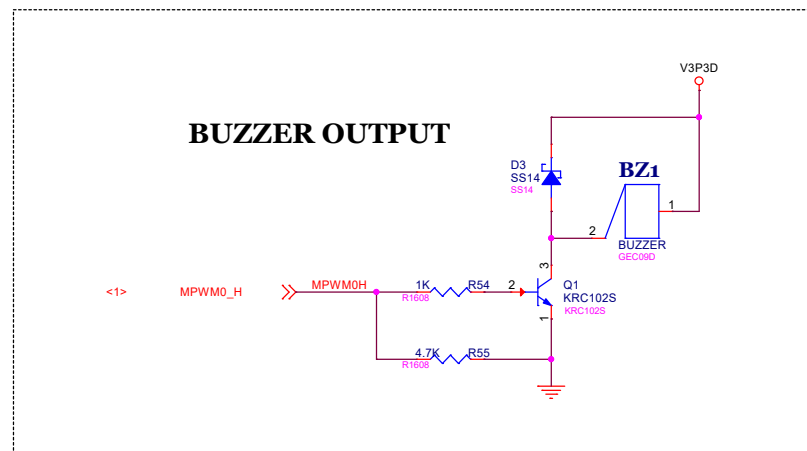 V3P3D
BUZZER OUTPUT
D3
SS14
SS14
BZ1
1
2
BUZZER
GEC09D
3
Q1
KRC102S
KRC102S
<1>
MPWM0_H
MPWM0H
1K
R54
R1608
2
1
4.7K
R55
R1608